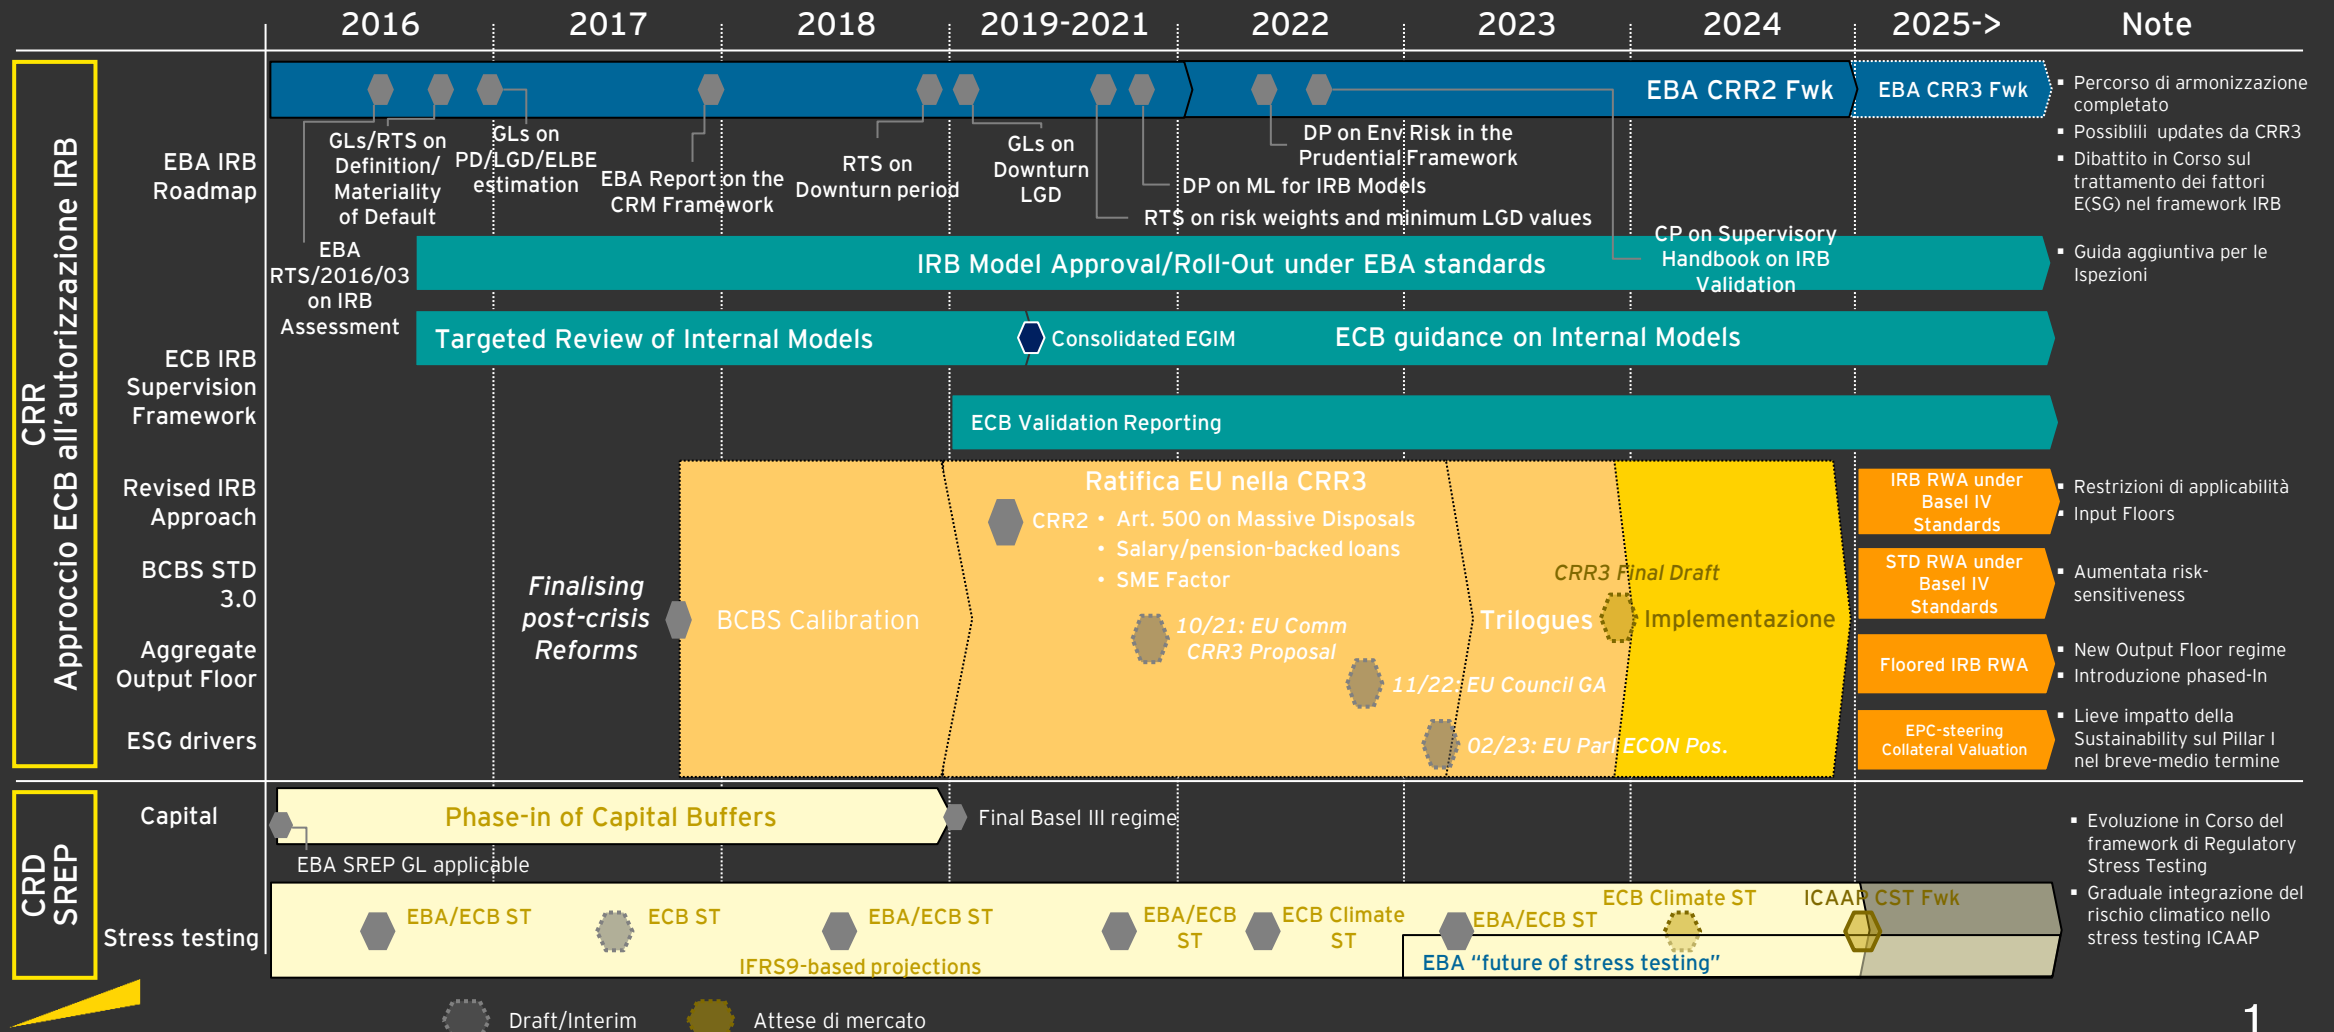 2016
2017
2018
2019-2021
2022
2023
2024
2025->
Note
CRR
Approccio ECB all'autorizzazione IRB
EBA IRB
Roadmap
EBA CRR2 Fwk
EBA CRR3 Fwk
GLs/RTS on
Definition/
Materiality
of Default
GLs on
PD/LGD/ELBE
estimation
EBA Report on the
CRM Framework
RTS on
Downturn period
GLs on
Downturn
LGD
DP on Env Risk in the
Prudential Framework
DP on ML for IRB Models
RTS on risk weights and minimum LGD values
EBA
RTS/2016/03
on IRB
Assessment
CP on Supervisory
Handbook on IRB
Validation
▪ Percorso di armonizzazione
completato
▪ Possiblili updates da CRR3
▪ Dibattito in Corso sul
trattamento dei fattori
E(SG) nel framework IRB
IRB Model Approval/Roll-Out under EBA standards
▪ Guida aggiuntiva per le
Ispezioni
ECB IRB
Supervision
Framework
Targeted Review of Internal Models
Consolidated EGIM
ECB guidance on Internal Models
ECB Validation Reporting
Revised IRB
Approach
BCBS STD
3.0
Aggregate
Output Floor
ESG drivers
Finalising
post-crisis
Reforms
BCBS Calibration
Ratifica EU nella CRR3
CRR2
• Art. 500 on Massive Disposals
• Salary/pension-backed loans
• SME Factor
10/21: EU Comm
CRR3 Proposal
11/22: EU Council GA
02/23: EU Parl ECON Pos.
Trilogues
CRR3 Final Draft
Implementazione
IRB RWA under
Basel IV
Standards
STD RWA under
Basel IV
Standards
Floored IRB RWA
EPC-steering
Collateral Valuation
▪ Restrizioni di applicabilità
▪ Input Floors
▪ Aumentata risk-
sensitiveness
▪ New Output Floor regime
▪ Introduzione phased-In
▪ Lieve impatto della
Sustainability sul Pillar I
nel breve-medio termine
CRD
SREP
Capital
Phase-in of Capital Buffers
Final Basel III regime
EBA SREP GL applicable
Stress testing
EBA/ECB ST
ECB ST
EBA/ECB ST
EBA/ECB
ST
ECB Climate
ST
EBA/ECB ST
ECB Climate ST
ICAAP CST Fwk
IFRS9-based projections
EBA “future of stress testing”
▪ Evoluzione in Corso del
framework di Regulatory
Stress Testing
▪ Graduale integrazione del
rischio climatico nello
stress testing ICAAP
Draft/Interim
Attese di mercato
1